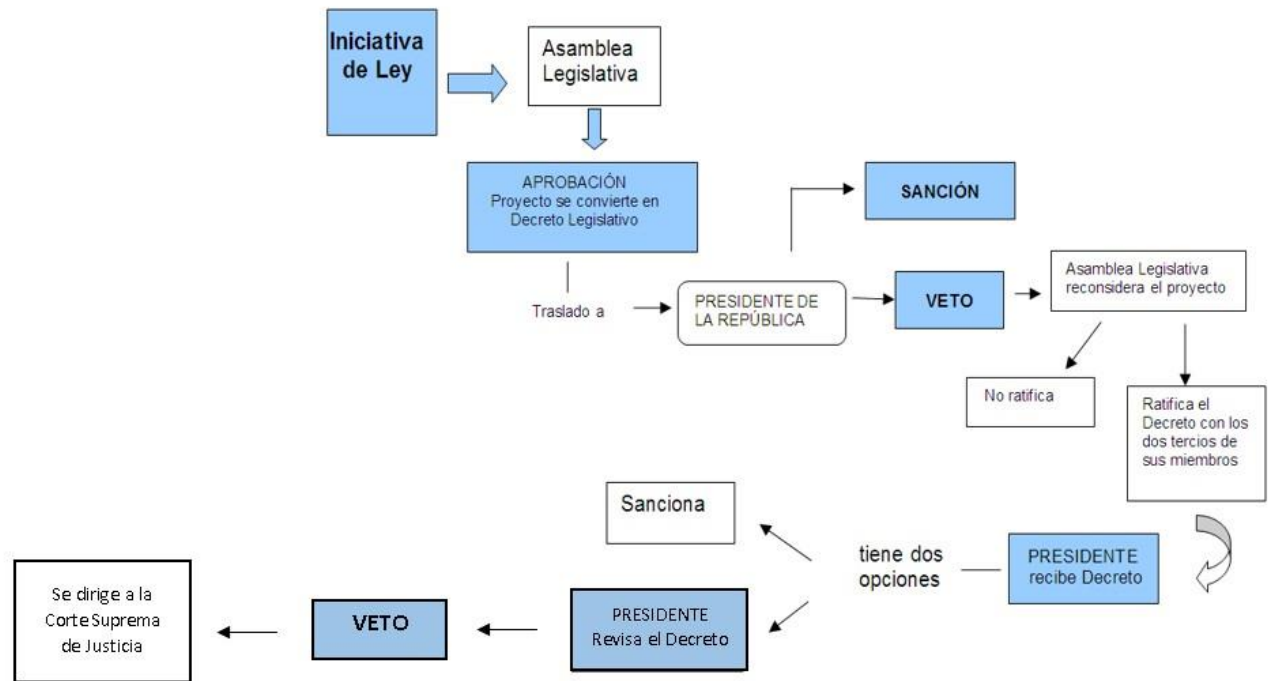 Iniciativa
de Ley
Asamblea
Legislativa
APROBACIÓN
Proyecto se convierte en
Decreto Legislativo
SANCIÓN
Traslado a
PRESIDENTE DE
LA REPÚBLICA
VETO
Asamblea Legislativa
reconsidera el proyecto
No ratifica
Ratifica el
Decreto con los
dos tercios de
sus miembros
PRESIDENTE
recibe Decreto
tiene dos
opciones
Sanciona
PRESIDENTE
Revisa el Decreto
VETO
Se dirige a la
Corte Suprema
de Justicia